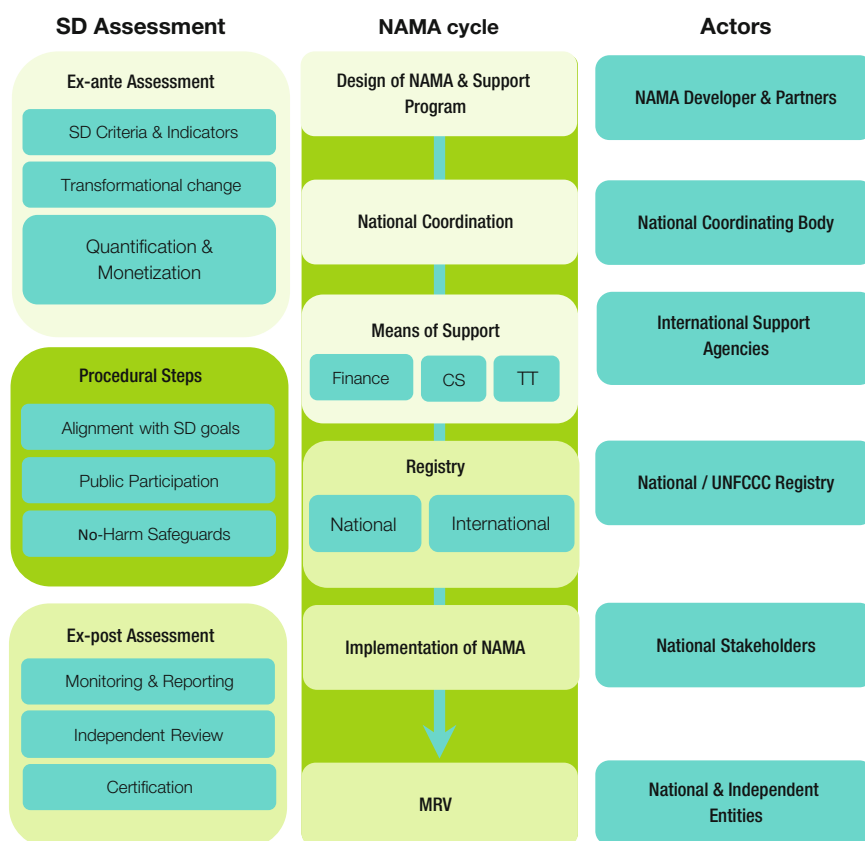 SD Assessment
Ex-ante Assessment
SD Criteria & Indicators
Transformational change
Quantification &
Monetization
Procedural Steps
Alignment with SD goals
Public Participation
No-Harm Safeguards
Ex-post Assessment
Monitoring & Reporting
Independent Review
Certification
NAMA cycle
Design of NAMA & Support
Program
National Coordination
Means of Support
Finance
CS
TT
Registry
National
International
Implementation of NAMA
MRV
Actors
NAMA Developer & Partners
National Coordinating Body
International Support
Agencies
National / UNFCCC Registry
National Stakeholders
National & Independent
Entities